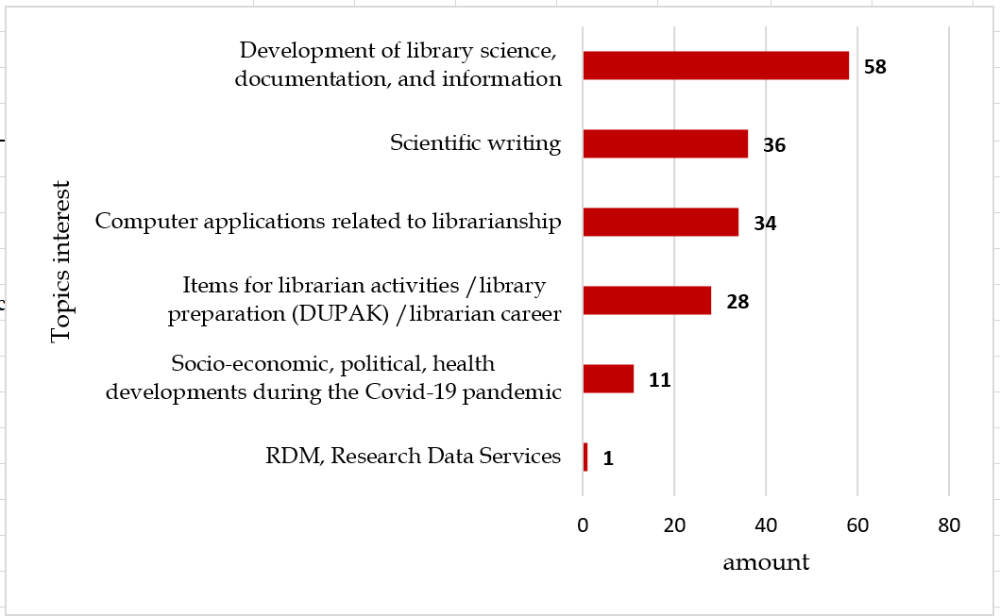 Development of library science,
documentation, and information
58
Scientific writing
36
Computer applications related to librarianship
34
Items for librarian activities /library
preparation (DUPAK) /librarian career
28
Socio-economic, political, health
developments during the Covid-19 pandemic
11
RDM, Research Data Services
1
Topics interest
0 20 40 60 80
amount